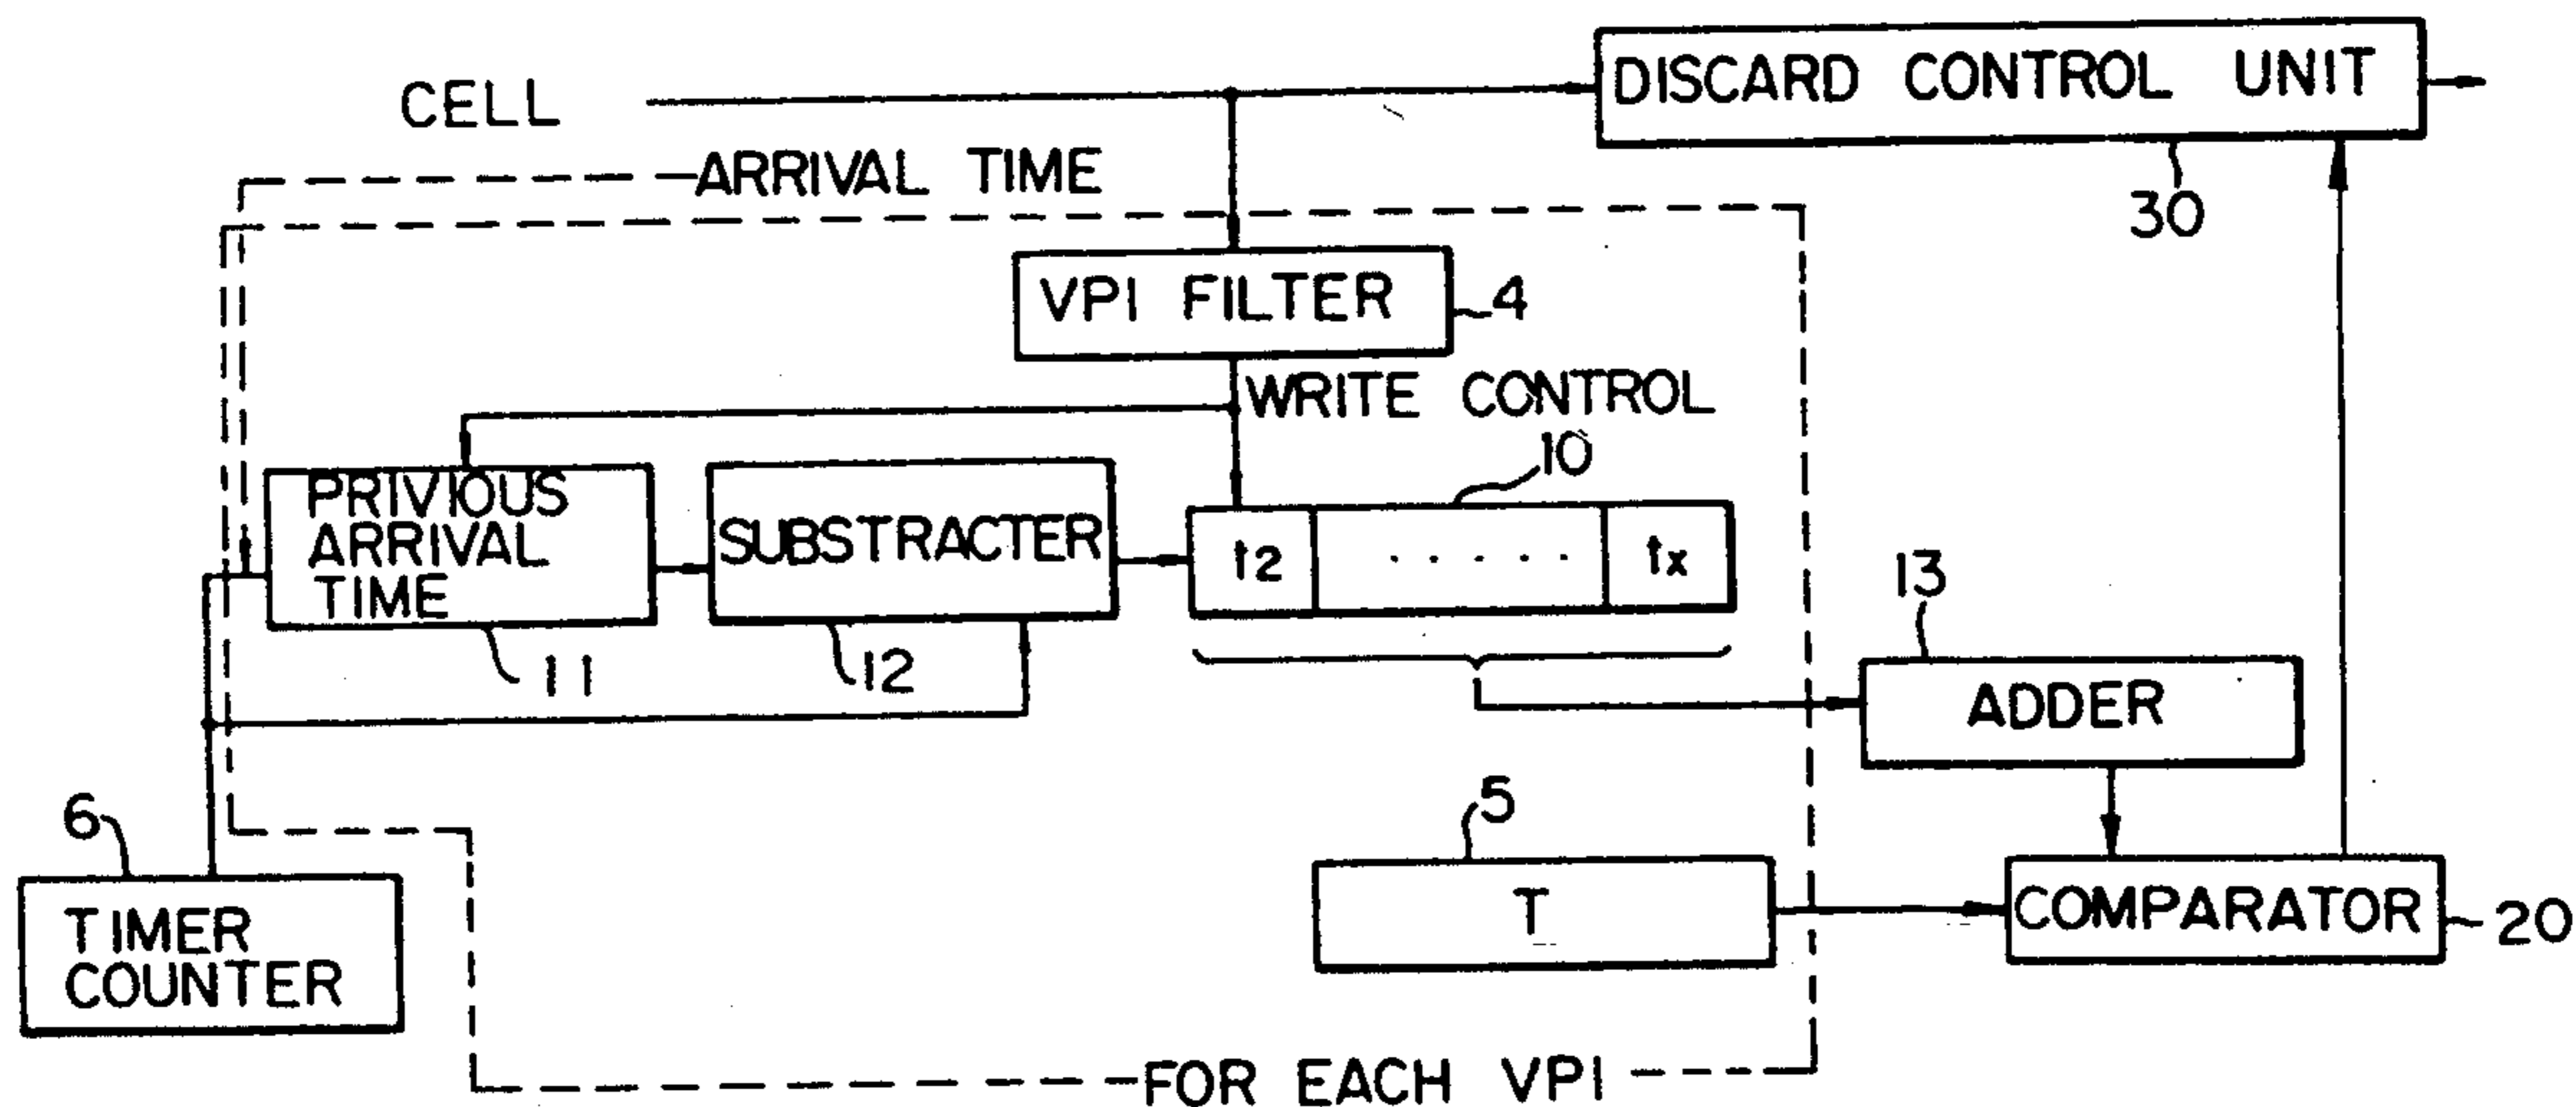 CELL
DISCARD CONTROL UNIT
30
ARRIVAL TIME
VPI FILTER
4
WRITE CONTROL
10
PRIVIOUS
ARRIVAL
TIME
11
SUBSTRACTER
12
t2 ..... tx
13
ADDER
6
TIMER
COUNTER
5
T
COMPARATOR
20
FOR EACH VPI